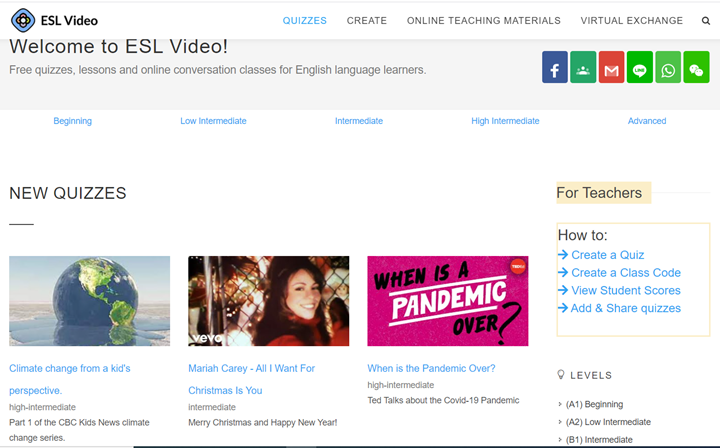 ESL Video
QUIZZES CREATE ONLINE TEACHING MATERIALS VIRTUAL EXCHANGE
Welcome to ESL Video!
Free quizzes, lessons and online conversation classes for English language learners.
LINE
Beginning Low Intermediate Intermediate High Intermediate Advanced
NEW QUIZZES
vevo
WHEN IS A
PANDEMIC
OVER?
Climate change from a kid's
perspective.
high-intermediate
Part 1 of the CBC Kids News climate
change series.
Mariah Carey - All I Want For
Christmas Is You
intermediate
Merry Christmas and Happy New Year!
When is the Pandemic Over?
high-intermediate
Ted Talks about the Covid-19 Pandemic
For Teachers
How to:
Create a Quiz
Create a Class Code
View Student Scores
Add & Share quizzes
LEVELS
(A1) Beginning
(A2) Low Intermediate
(B1) Intermediate